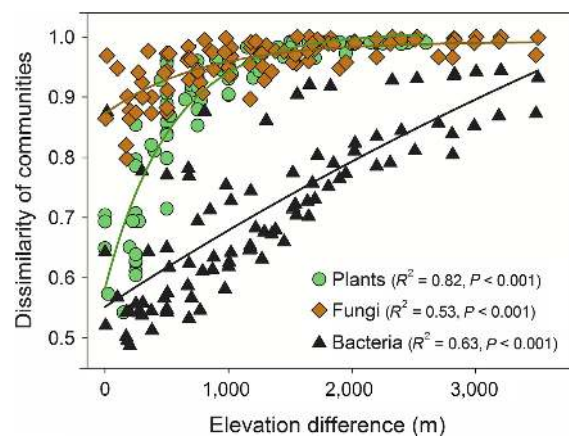 1.0
0.9
0.8
0.7
0.6
0.5
Dissimilarity of communities
Plants (R² = 0.82, P < 0.001)
Fungi (R² = 0.53, P < 0.001)
Bacteria (R² = 0.63, P < 0.001)
0 1,000 2,000 3,000
Elevation difference (m)